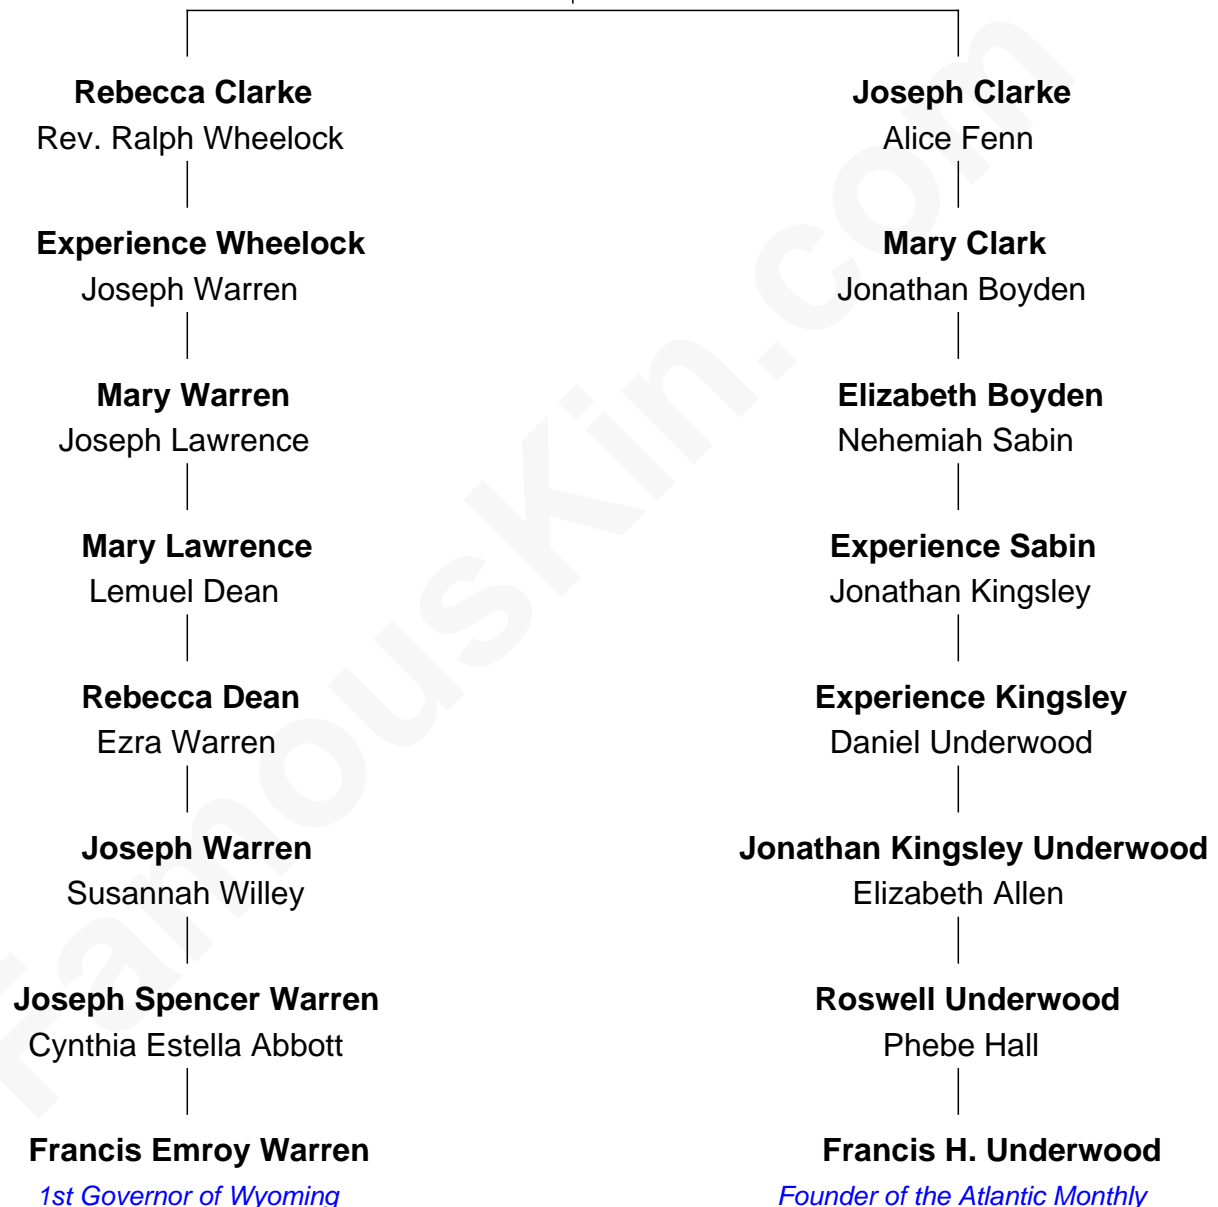 Rebecca Clarke
Rev. Ralph Wheelock
Experience Wheelock
Joseph Warren
Mary Warren
Joseph Lawrence
Mary Lawrence
Lemuel Dean
Rebecca Dean
Ezra Warren
Joseph Warren
Susannah Willey
Joseph Spencer Warren
Cynthia Estella Abbott
Francis Emroy Warren
1st Governor of Wyoming
Joseph Clarke
Alice Fenn
Mary Clark
Jonathan Boyden
Elizabeth Boyden
Nehemiah Sabin
Experience Sabin
Jonathan Kingsley
Experience Kingsley
Daniel Underwood
Jonathan Kingsley Underwood
Elizabeth Allen
Roswell Underwood
Phebe Hall
Francis H. Underwood
Founder of the Atlantic Monthly
FamousKin.com